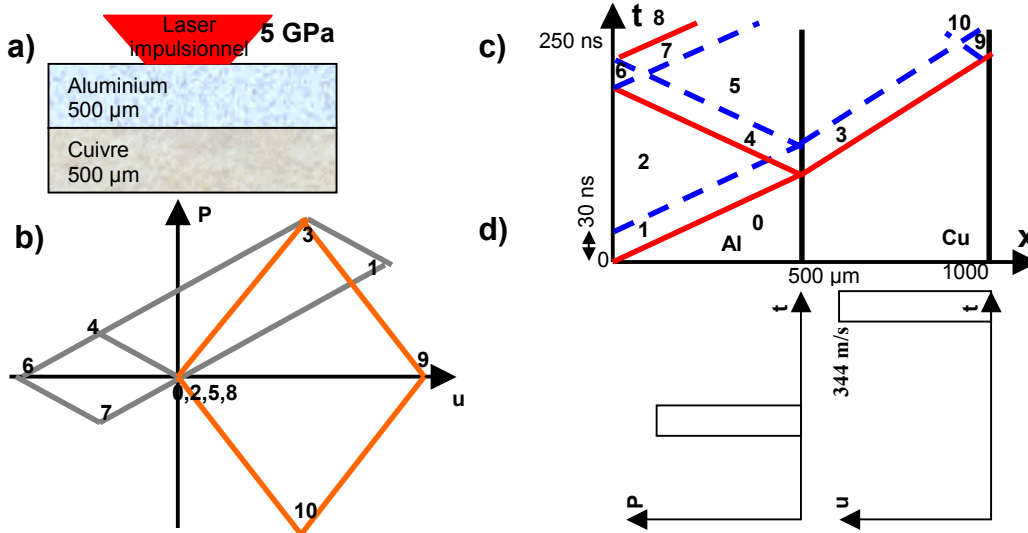 a)
Laser
impulsionnel
5 GPa
Aluminium
500 µm
Cuivre
500 µm
b)
P
3
1
4
6
9
0,2,5,8
u
7
10
c)
t
250 ns
8
7
6
5
4
3
2
1
0
10
9
30 ns
0
Al
Cu
x
500 µm
1000
d)
t
P
t
344 m/s
u